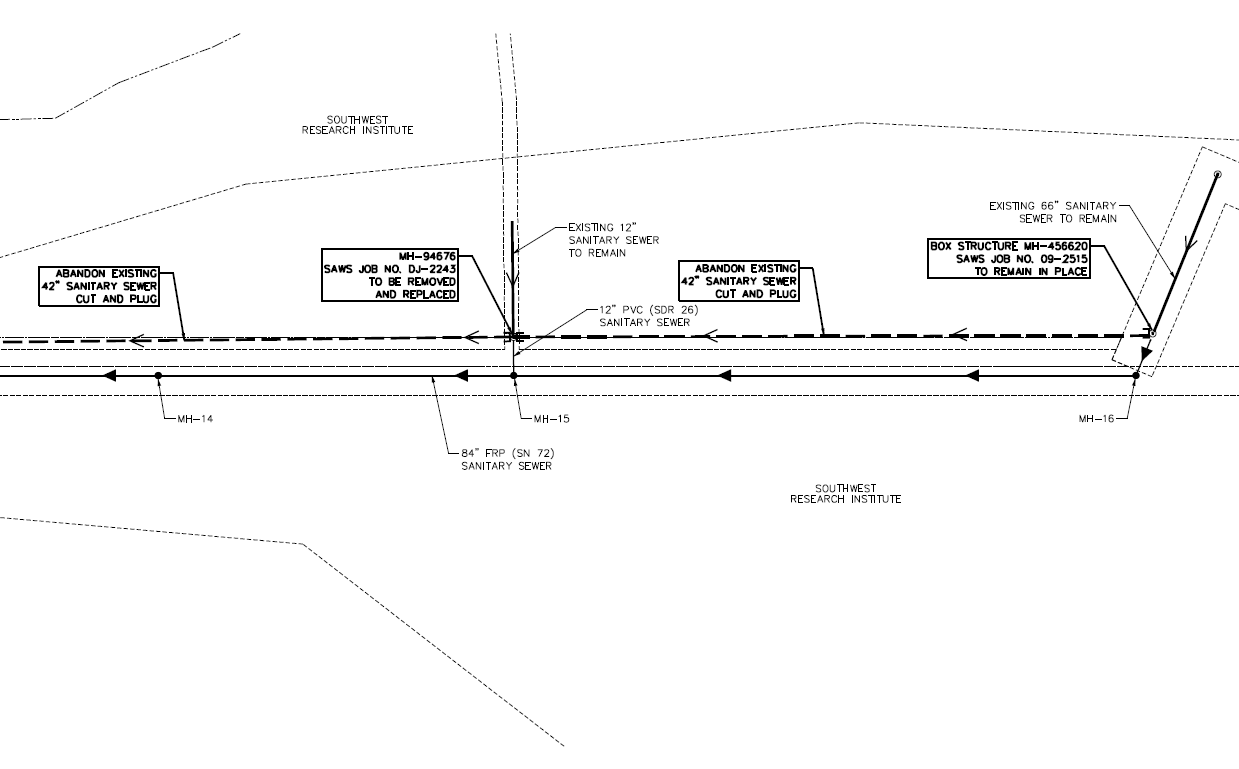 SOUTHWEST
RESEARCH INSTITUTE
EXISTING 66" SANITARY
SEWER TO REMAIN
EXISTING 12"
SANITARY SEWER
TO REMAIN
BOX STRUCTURE MH-456620
SAWS JOB NO. 09-2515
TO REMAIN IN PLACE
MH-94676
SAWS JOB NO. DJ-2243
TO BE REMOVED
AND REPLACED
ABANDON EXISTING
42" SANITARY SEWER
CUT AND PLUG
ABANDON EXISTING
42" SANITARY SEWER
CUT AND PLUG
12" PVC (SDR 26)
SANITARY SEWER
MH-14
MH-15
MH-16
84" FRP (SN 72)
SANITARY SEWER
SOUTHWEST
RESEARCH INSTITUTE